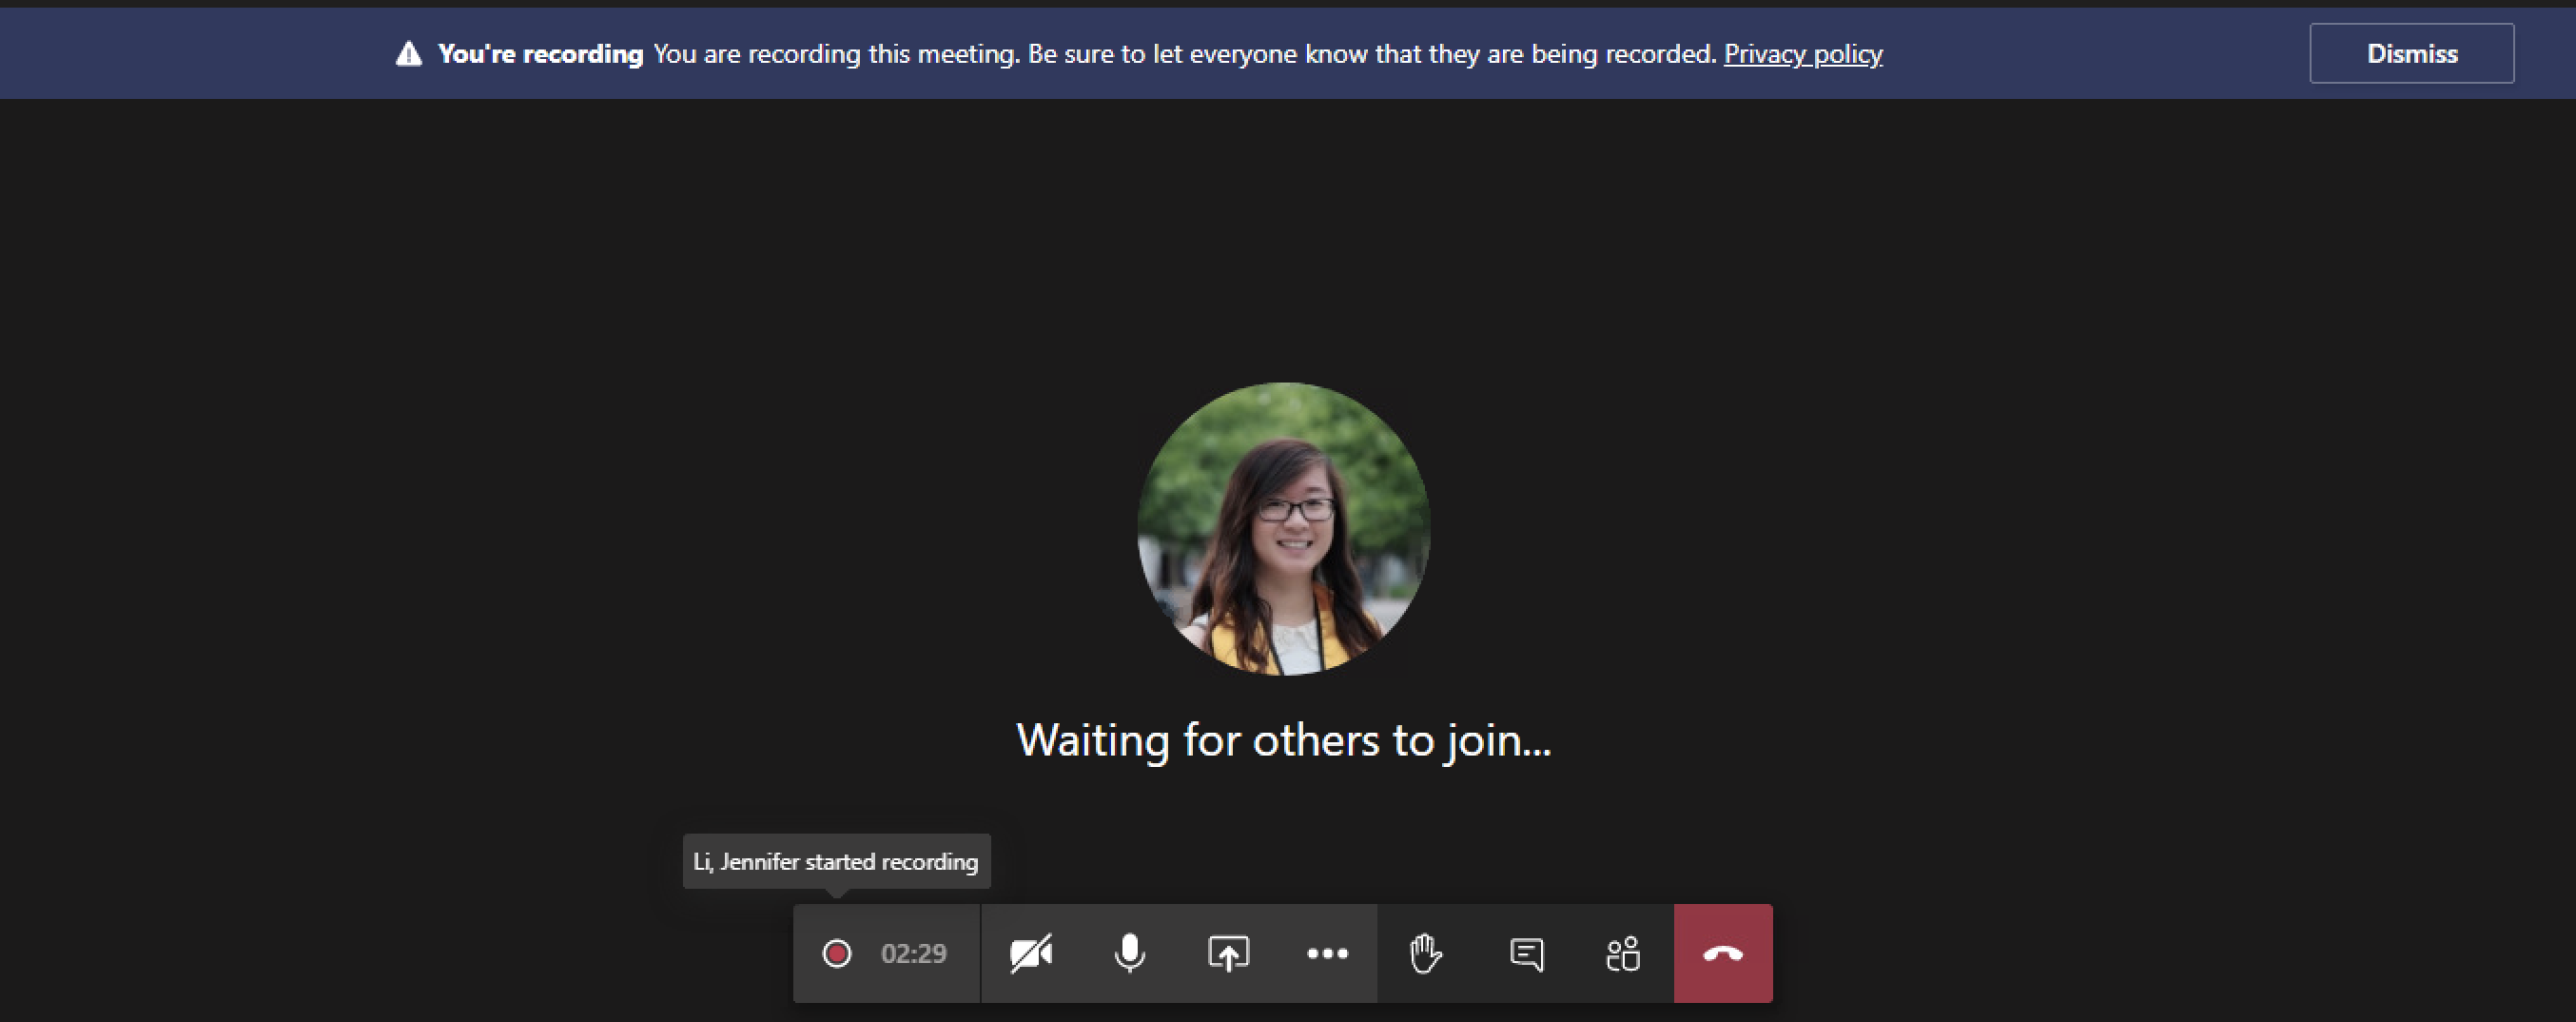 You're recording You are recording this meeting. Be sure to let everyone know that they are being recorded. Privacy policy
Dismiss
Waiting for others to join...
Li, Jennifer started recording
02:29